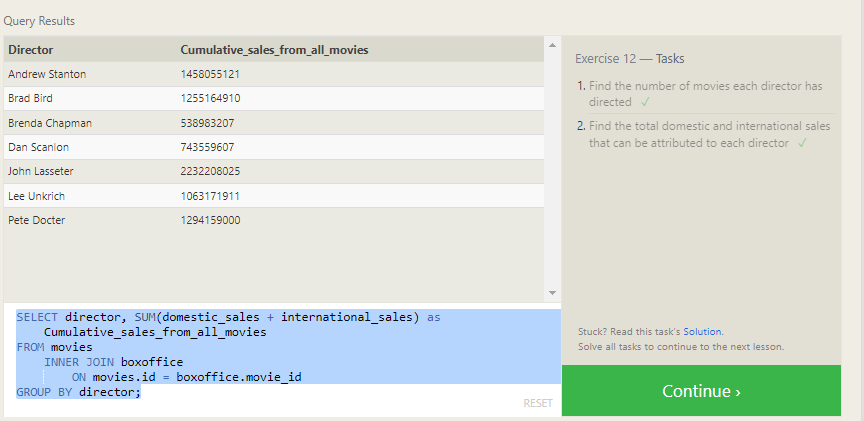 Query Results
Director Cumulative_sales_from_all_movies
Andrew Stanton 1458055121
Brad Bird 1255164910
Brenda Chapman 538983207
Dan Scanlon 743559607
John Lasseter 2232208025
Lee Unkrich 1063171911
Pete Docter 1294159000
SELECT director, SUM(domestic_sales + international_sales) as
Cumulative_sales_from_all_movies
FROM movies
INNER JOIN boxoffice
ON movies.id = boxoffice.movie_id
GROUP BY director;
RESET
Exercise 12 — Tasks
1. Find the number of movies each director has
directed ✓
2. Find the total domestic and international sales
that can be attributed to each director ✓
Stuck? Read this task's Solution.
Solve all tasks to continue to the next lesson.
Continue ›